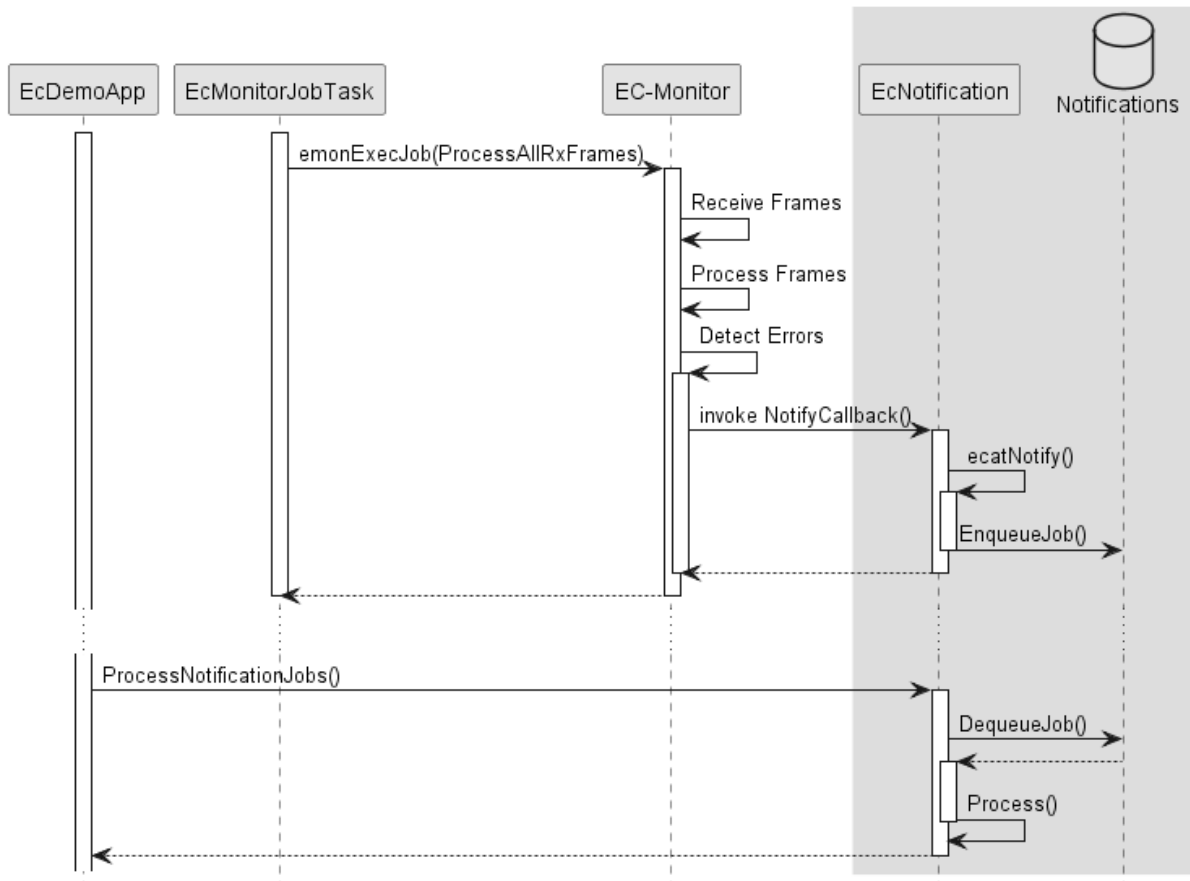 EcDemoApp
EcMonitorJobTask
EC-Monitor
EcNotification
Notifications
emonExecJob(ProcessAllRxFrames)
Receive Frames
Process Frames
Detect Errors
invoke NotifyCallback()
ecatNotify()
EnqueueJob()
ProcessNotificationJobs()
DequeueJob()
Process()